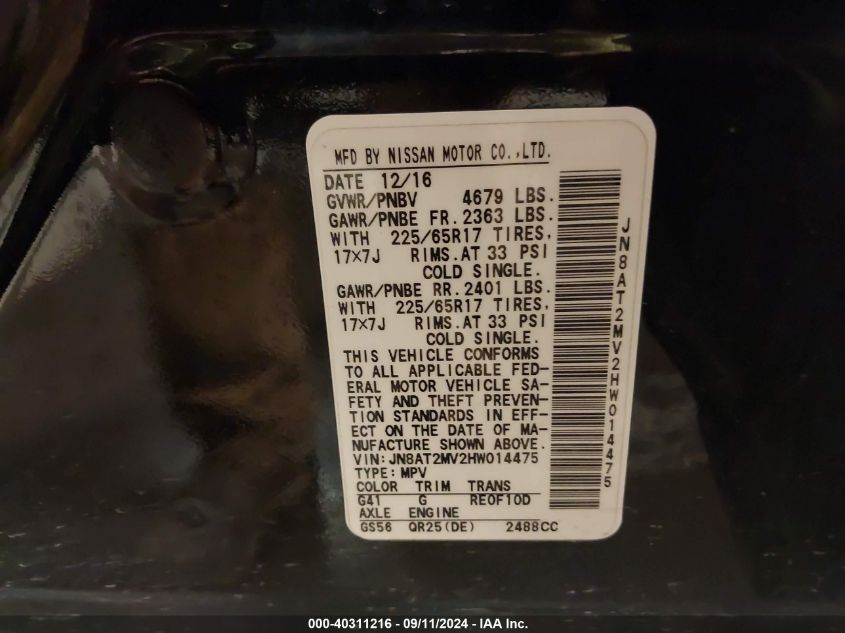 MFD BY NISSAN MOTOR CO.,LTD.
DATE 12/16
GVWR/PNBV 4679 LBS.
GAWR/PNBE FR. 2363 LBS.
WITH 225/65R17 TIRES,
17×7J RIMS.AT 33 PSI
COLD SINGLE.
GAWR/PNBE RR. 2401 LBS.
WITH 225/65R17 TIRES,
17×7J RIMS.AT 33 PSI
COLD SINGLE.
THIS VEHICLE CONFORMS
TO ALL APPLICABLE FED-
ERAL MOTOR VEHICLE SA-
FETY AND THEFT PREVEN-
TION STANDARDS IN EFF-
ECT ON THE DATE OF MA-
NUFACTURE SHOWN ABOVE.
VIN:JN8AT2MV2HW014475
TYPE:MPV
COLOR TRIM TRANS
G41 G RE0F10D
AXLE ENGINE
GS56 QR25(DE) 2488CC
JN8AT2MV2HW014475
000-40311216 - 09/11/2024 - IAA Inc.